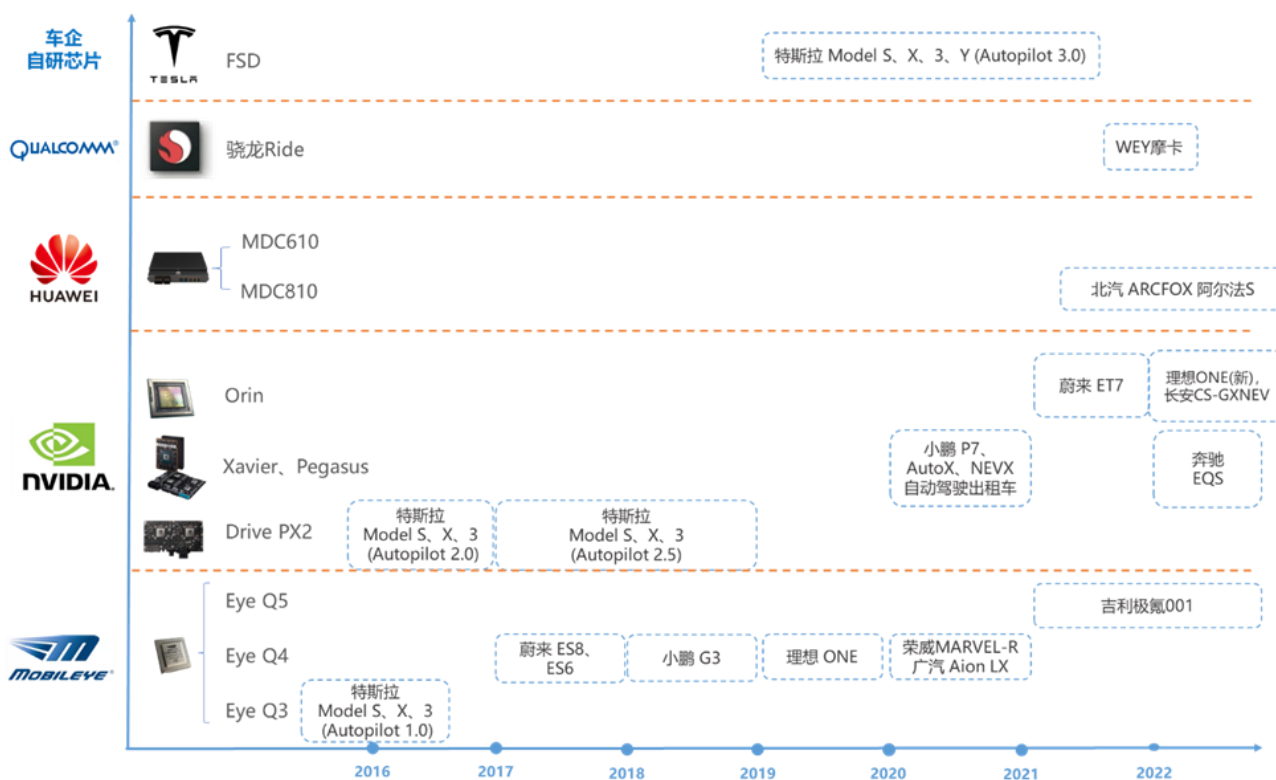 车企
自研芯片
TESLA
FSD
特斯拉 Model S、X、3、Y (Autopilot 3.0)
QUALCOMM®
骁龙Ride
WEY摩卡
HUAWEI
MDC610
MDC810
北汽 ARCFOX 阿尔法S
NVIDIA.
Orin
蔚来 ET7
理想ONE(新),
长安CS-GXNEV
Xavier、Pegasus
小鹏 P7、
AutoX、NEVX
自动驾驶出租车
奔驰
EQS
Drive PX2
特斯拉
Model S、X、3
(Autopilot 2.0)
特斯拉
Model S、X、3
(Autopilot 2.5)
MOBILEYE®
Eye Q5
吉利极氪001
Eye Q4
蔚来 ES8、
ES6
小鹏 G3
理想 ONE
荣威MARVEL-R
广汽 Aion LX
Eye Q3
特斯拉
Model S、X、3
(Autopilot 1.0)
2016
2017
2018
2019
2020
2021
2022